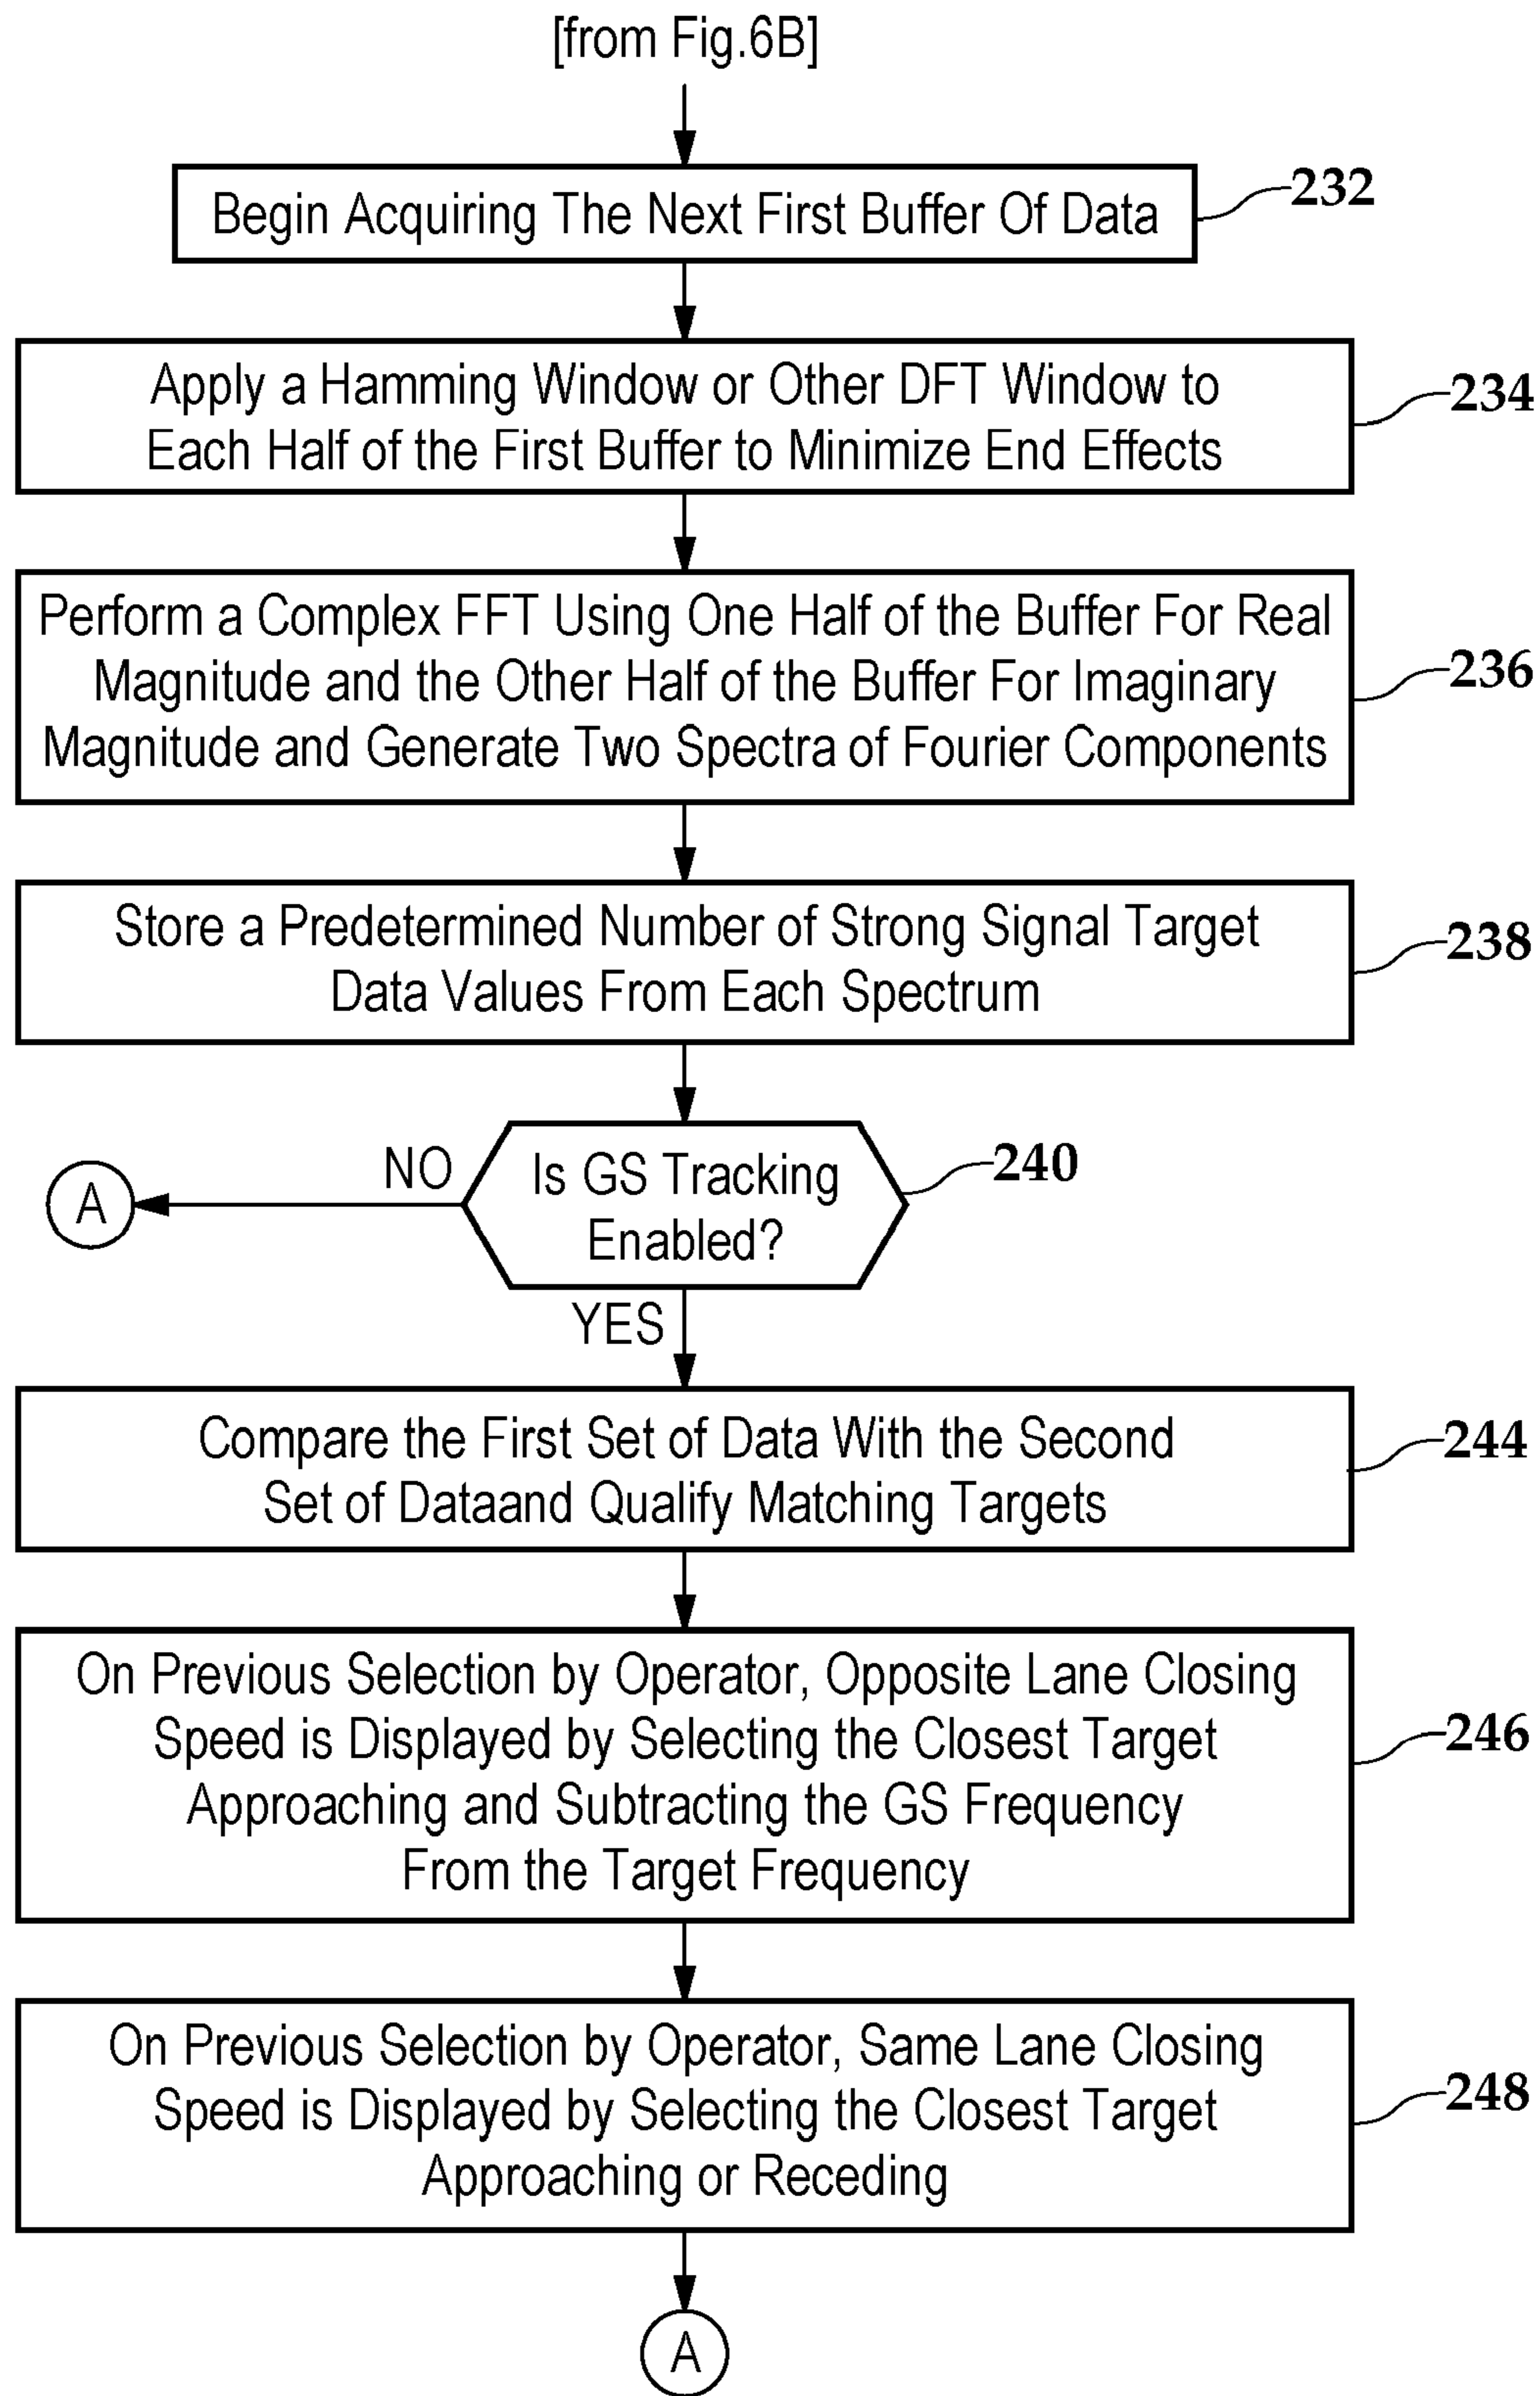 [from Fig.6B]
Begin Acquiring The Next First Buffer Of Data
232
Apply a Hamming Window or Other DFT Window to
Each Half of the First Buffer to Minimize End Effects
234
Perform a Complex FFT Using One Half of the Buffer For Real
Magnitude and the Other Half of the Buffer For Imaginary
Magnitude and Generate Two Spectra of Fourier Components
236
Store a Predetermined Number of Strong Signal Target
Data Values From Each Spectrum
238
Is GS Tracking
Enabled?
240
NO
A
YES
Compare the First Set of Data With the Second
Set of Dataand Qualify Matching Targets
244
On Previous Selection by Operator, Opposite Lane Closing
Speed is Displayed by Selecting the Closest Target
Approaching and Subtracting the GS Frequency
From the Target Frequency
246
On Previous Selection by Operator, Same Lane Closing
Speed is Displayed by Selecting the Closest Target
Approaching or Receding
248
A